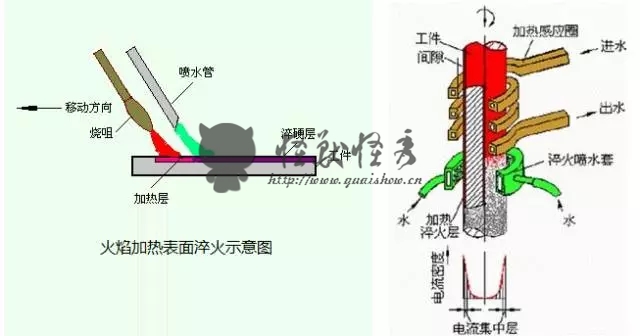 喷水管
移动方向
烧咀
淬硬层
工件
加热层
火焰加热表面淬火示意图
怪兽怪秀
http://www.quaishow.cn
工件
间隙
加热感应圈
进水
出水
淬火喷水套
水
水
加热
淬火层
电流密度
电流集中层